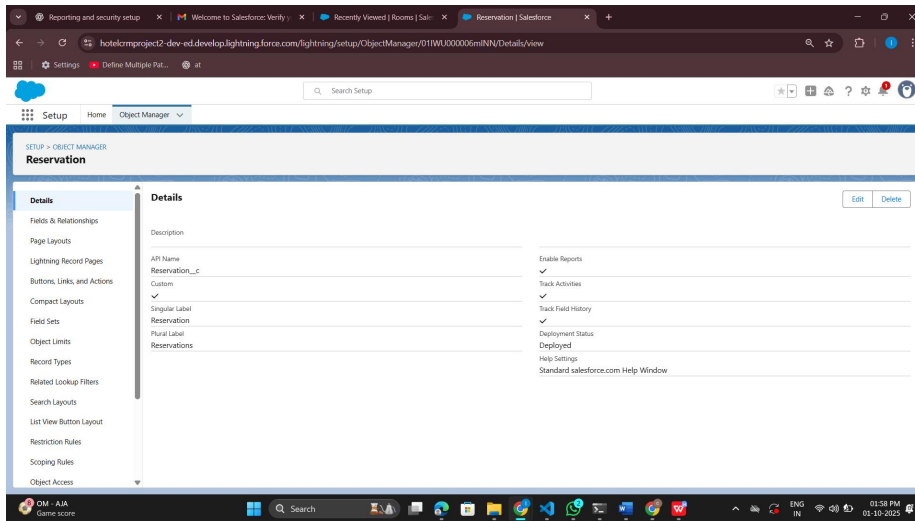 Reporting and security setup
Welcome to Salesforce: Verify y
Recently Viewed | Rooms | Sale
Reservation | Salesforce
hotelcrmproject2-dev-ed.develop.lightning.force.com/lightning/setup/ObjectManager/01IWU000006mINN/Details/view
Settings
Define Multiple Pat...
at
Search Setup
Setup
Home
Object Manager
SETUP > OBJECT MANAGER
Reservation
Details
Fields & Relationships
Page Layouts
Lightning Record Pages
Buttons, Links, and Actions
Compact Layouts
Field Sets
Object Limits
Record Types
Related Lookup Filters
Search Layouts
List View Button Layout
Restriction Rules
Scoping Rules
Object Access
Details
Edit
Delete
Description
API Name
Reservation__c
Custom
Singular Label
Reservation
Plural Label
Reservations
Enable Reports
Track Activities
Track Field History
Deployment Status
Deployed
Help Settings
Standard salesforce.com Help Window
OM - AJA
Game score
Search
ENG
IN
01:58 PM
01-10-2025